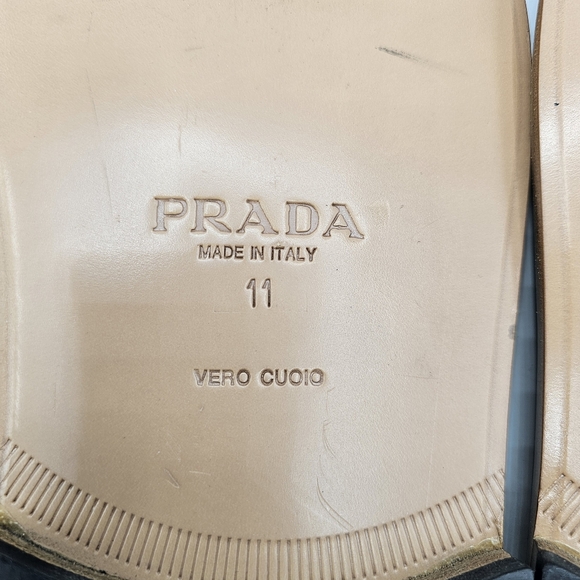 PRADA
MADE IN ITALY
11
VERO CUOIO